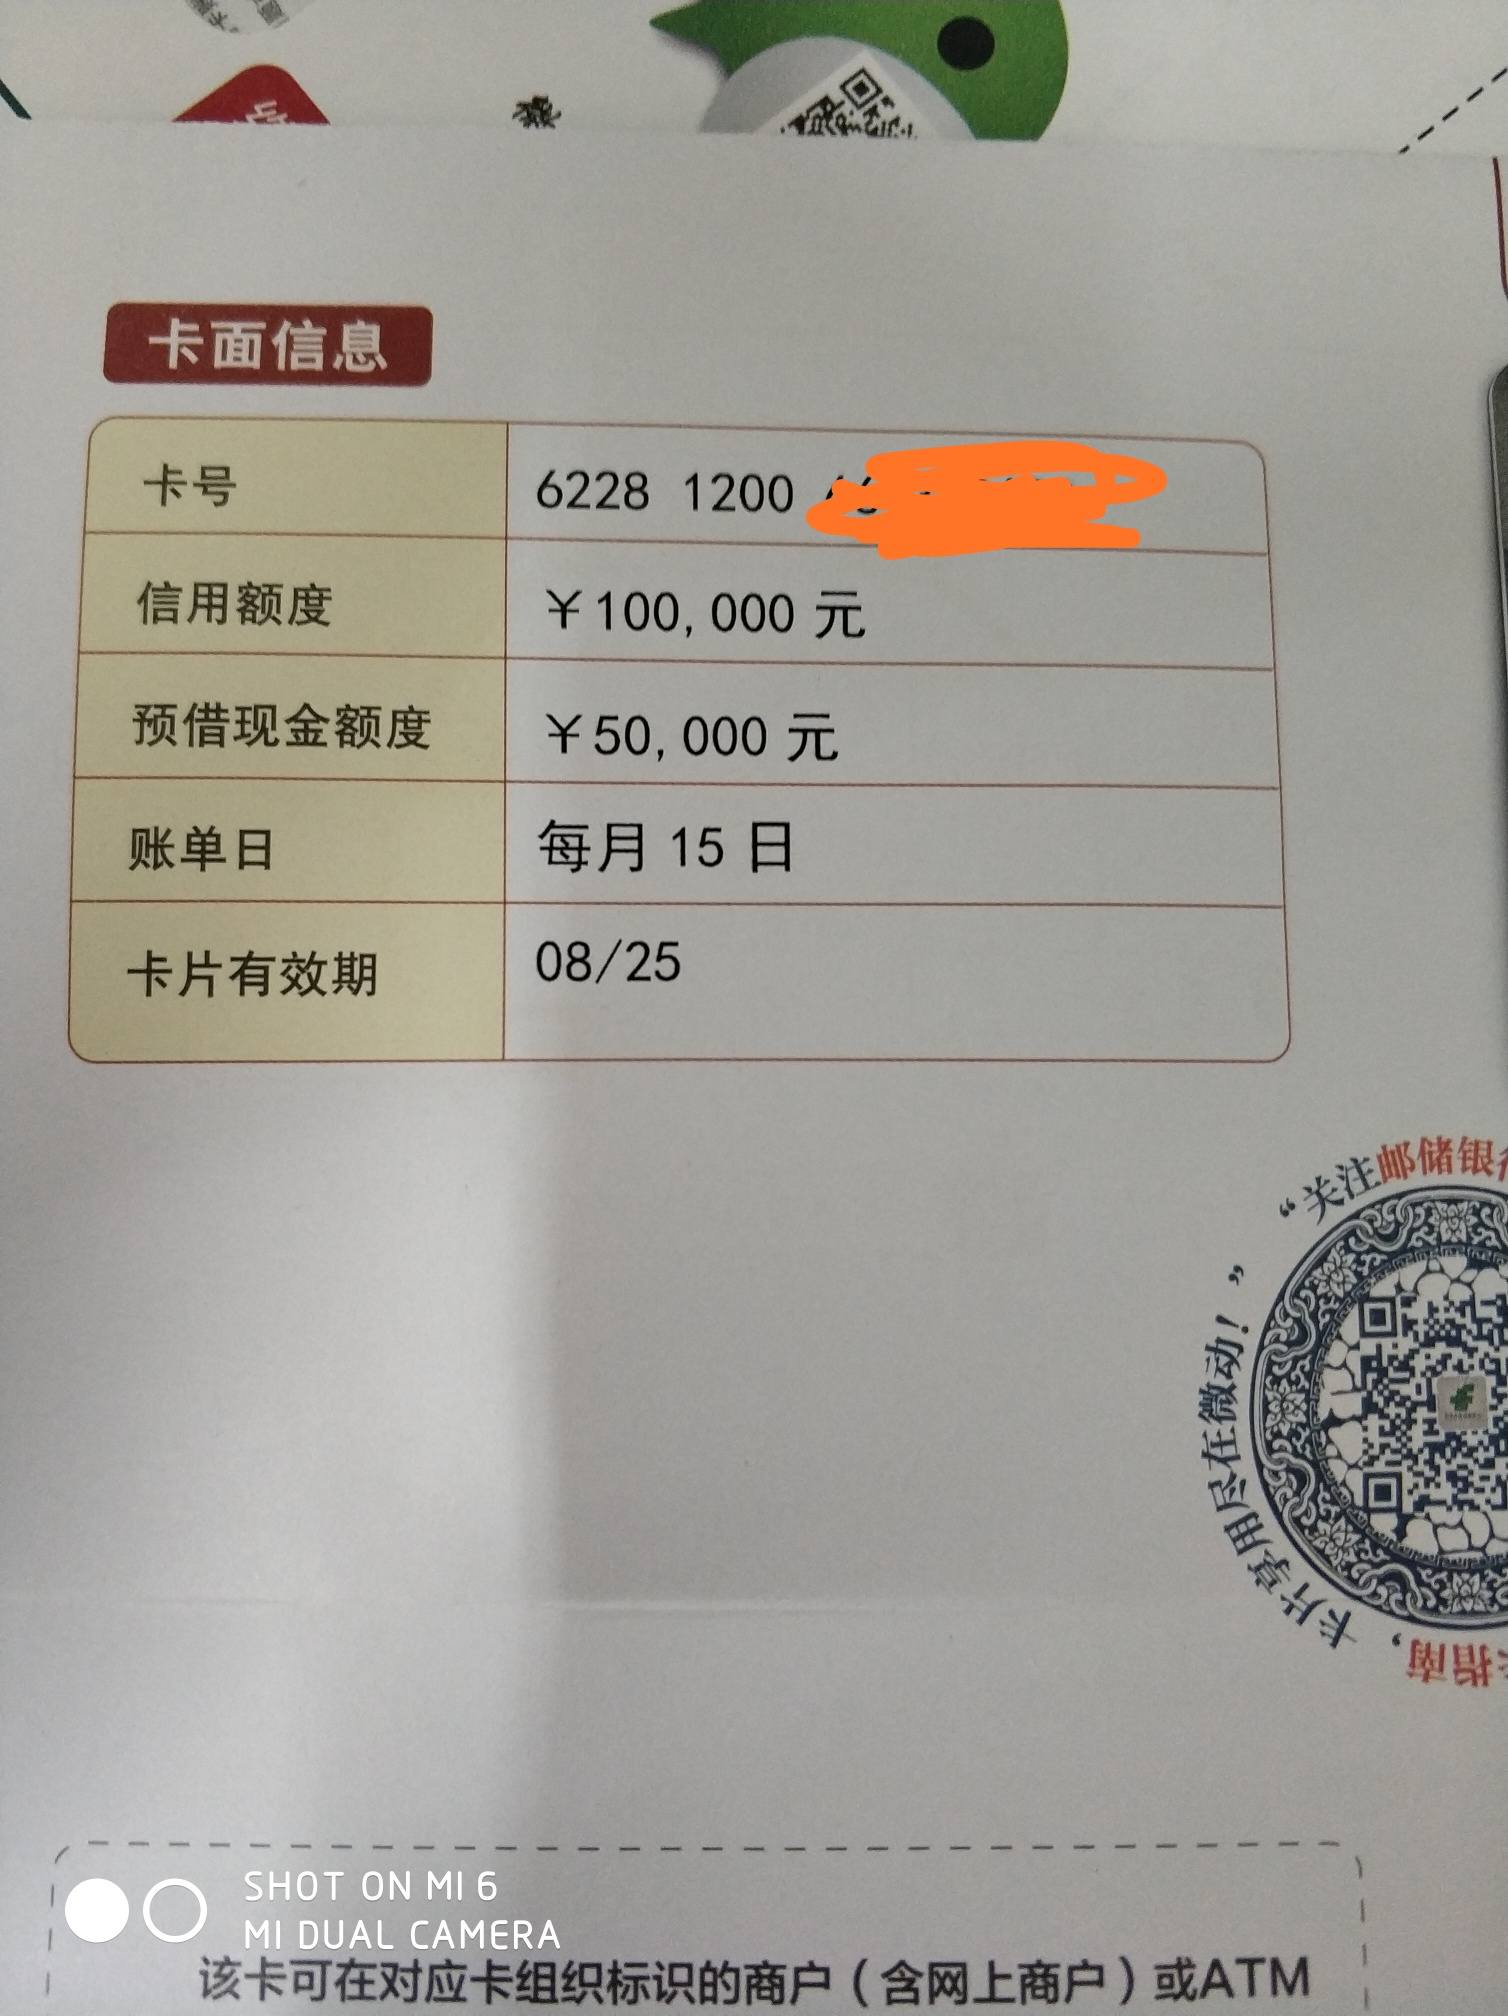 卡面信息
卡号 6228 1200
信用额度 ￥100,000 元
预借现金额度 ￥50,000 元
账单日 每月 15 日
卡片有效期 08/25
“关注邮储银
指南,
卡片享用尽在微动！”
SHOT ON MI 6
MI DUAL CAMERA
该卡可在对应卡组织标识的商户（含网上商户）或ATM